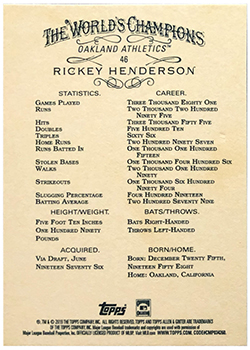 THE WORLD'S CHAMPIONS
OAKLAND ATHLETICS
46
RICKEY HENDERSON
STATISTICS. CAREER.
GAMES PLAYED THREE THOUSAND EIGHTY ONE
RUNS TWO THOUSAND TWO HUNDRED
NINETY FIVE
HITS THREE THOUSAND FIFTY FIVE
DOUBLES FIVE HUNDRED TEN
TRIPLES SIXTY SIX
HOME RUNS TWO HUNDRED NINETY SEVEN
RUNS BATTED IN ONE THOUSAND ONE HUNDRED
FIFTEEN
STOLEN BASES ONE THOUSAND FOUR HUNDRED SIX
WALKS TWO THOUSAND ONE HUNDRED
NINETY
STRIKEOUTS ONE THOUSAND SIX HUNDRED
NINETY FOUR
SLUGGING PERCENTAGE FOUR HUNDRED NINETEEN
BATTING AVERAGE TWO HUNDRED SEVENTY NINE
HEIGHT/WEIGHT. BATS/THROWS.
FIVE FOOT TEN INCHES BATS RIGHT-HANDED
ONE HUNDRED NINETY THROWS LEFT-HANDED
POUNDS
ACQUIRED. BORN/HOME.
VIA DRAFT, JUNE BORN: DECEMBER TWENTY FIFTH,
NINETEEN SEVENTY SIX NINETEEN FIFTY EIGHT
HOME: OAKLAND, CALIFORNIA
Topps